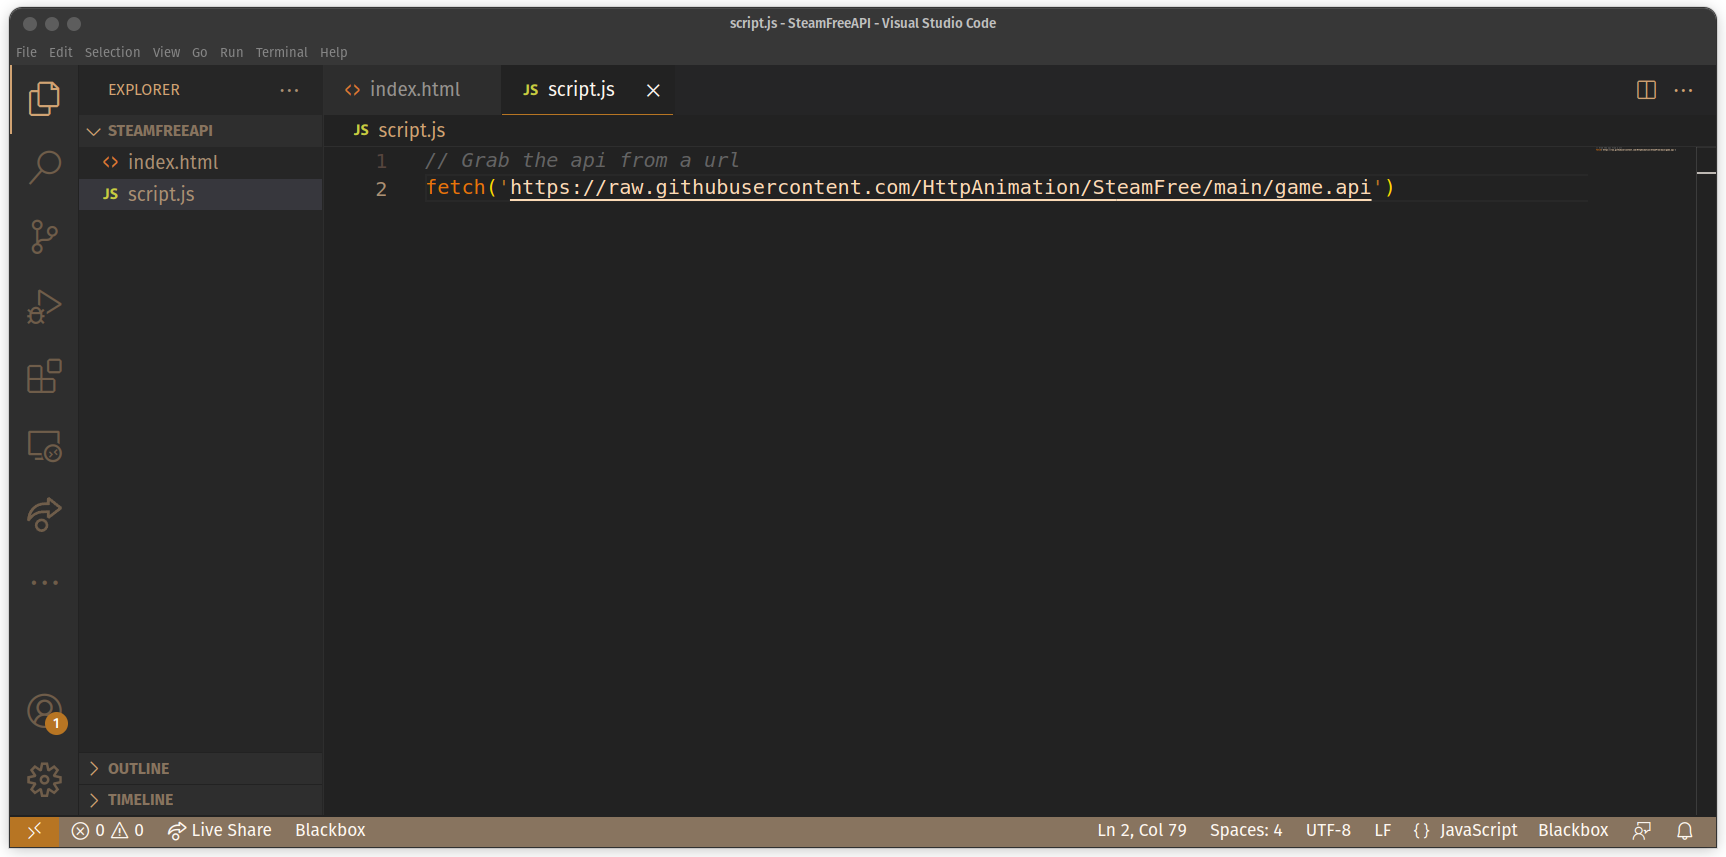 script.js - SteamFreeAPI - Visual Studio Code
File Edit Selection View Go Run Terminal Help
EXPLORER
STEAMFREEAPI
index.html
JS script.js
index.html JS script.js
JS script.js
1 // Grab the api from a url
2 fetch('https://raw.githubusercontent.com/HttpAnimation/SteamFree/main/game.api')
1
OUTLINE
TIMELINE
0 0 Live Share Blackbox Ln 2, Col 79 Spaces: 4 UTF-8 LF {} JavaScript Blackbox